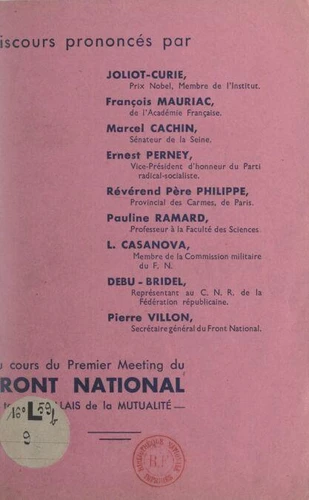 iscours prononcés par
JOLIOT-CURIE,
Prix Nobel, Membre de l'Institut.
François MAURIAC,
de l'Académie Française.
Marcel CACHIN,
Sénateur de la Seine.
Ernest PERNEY,
Vice-Président d'honneur du Parti
radical-socialiste.
Révérend Père PHILIPPE,
Provincial des Carmes, de Paris.
Pauline RAMARD,
Professeur à la Faculté des Sciences
L. CASANOVA,
Membre de la Commission militaire
du F. N.
DEBU-BRIDEL,
Représentant au C. N. R. de la
Fédération républicaine.
Pierre VILLON,
Secrétaire général du Front National.
u cours du Premier Meeting du
RONT NATIONAL
LAIS de la MUTUALITÉ —
16° L 59b
9